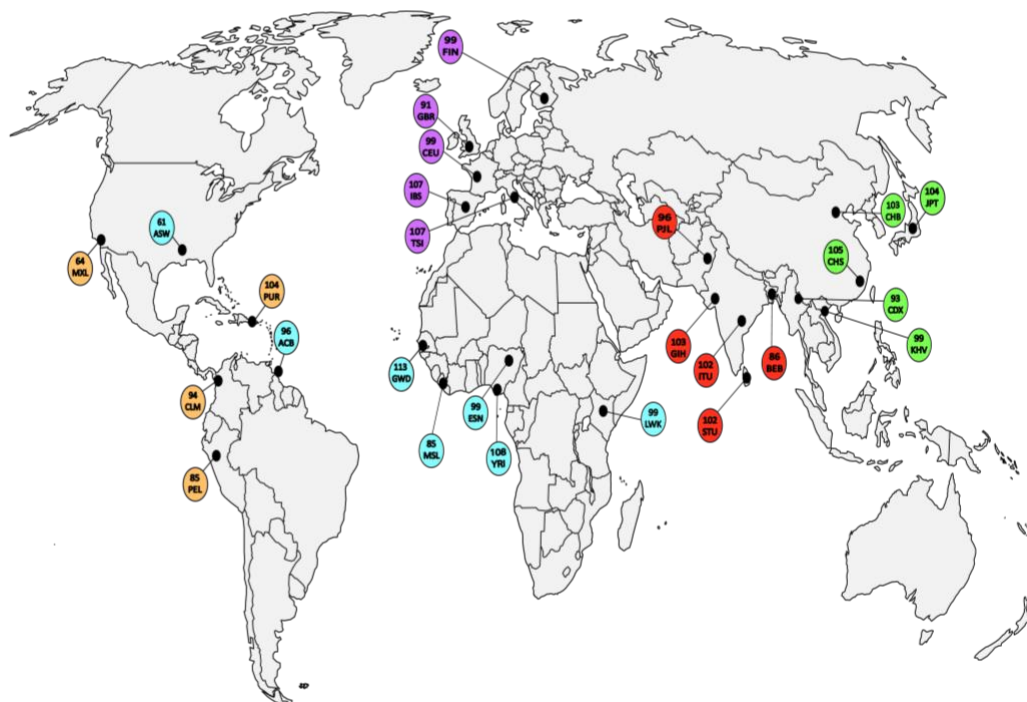 99
FIN
91
GBR
99
CEU
107
IBS
107
TSI
61
ASW
64
MXL
104
PUR
96
ACB
94
CLM
85
PEL
113
GWD
85
MSL
99
ESN
108
YRI
99
LWK
96
PJL
103
GIH
102
ITU
102
STU
86
BEB
103
CHB
104
JPT
105
CHS
93
CDX
99
KHV